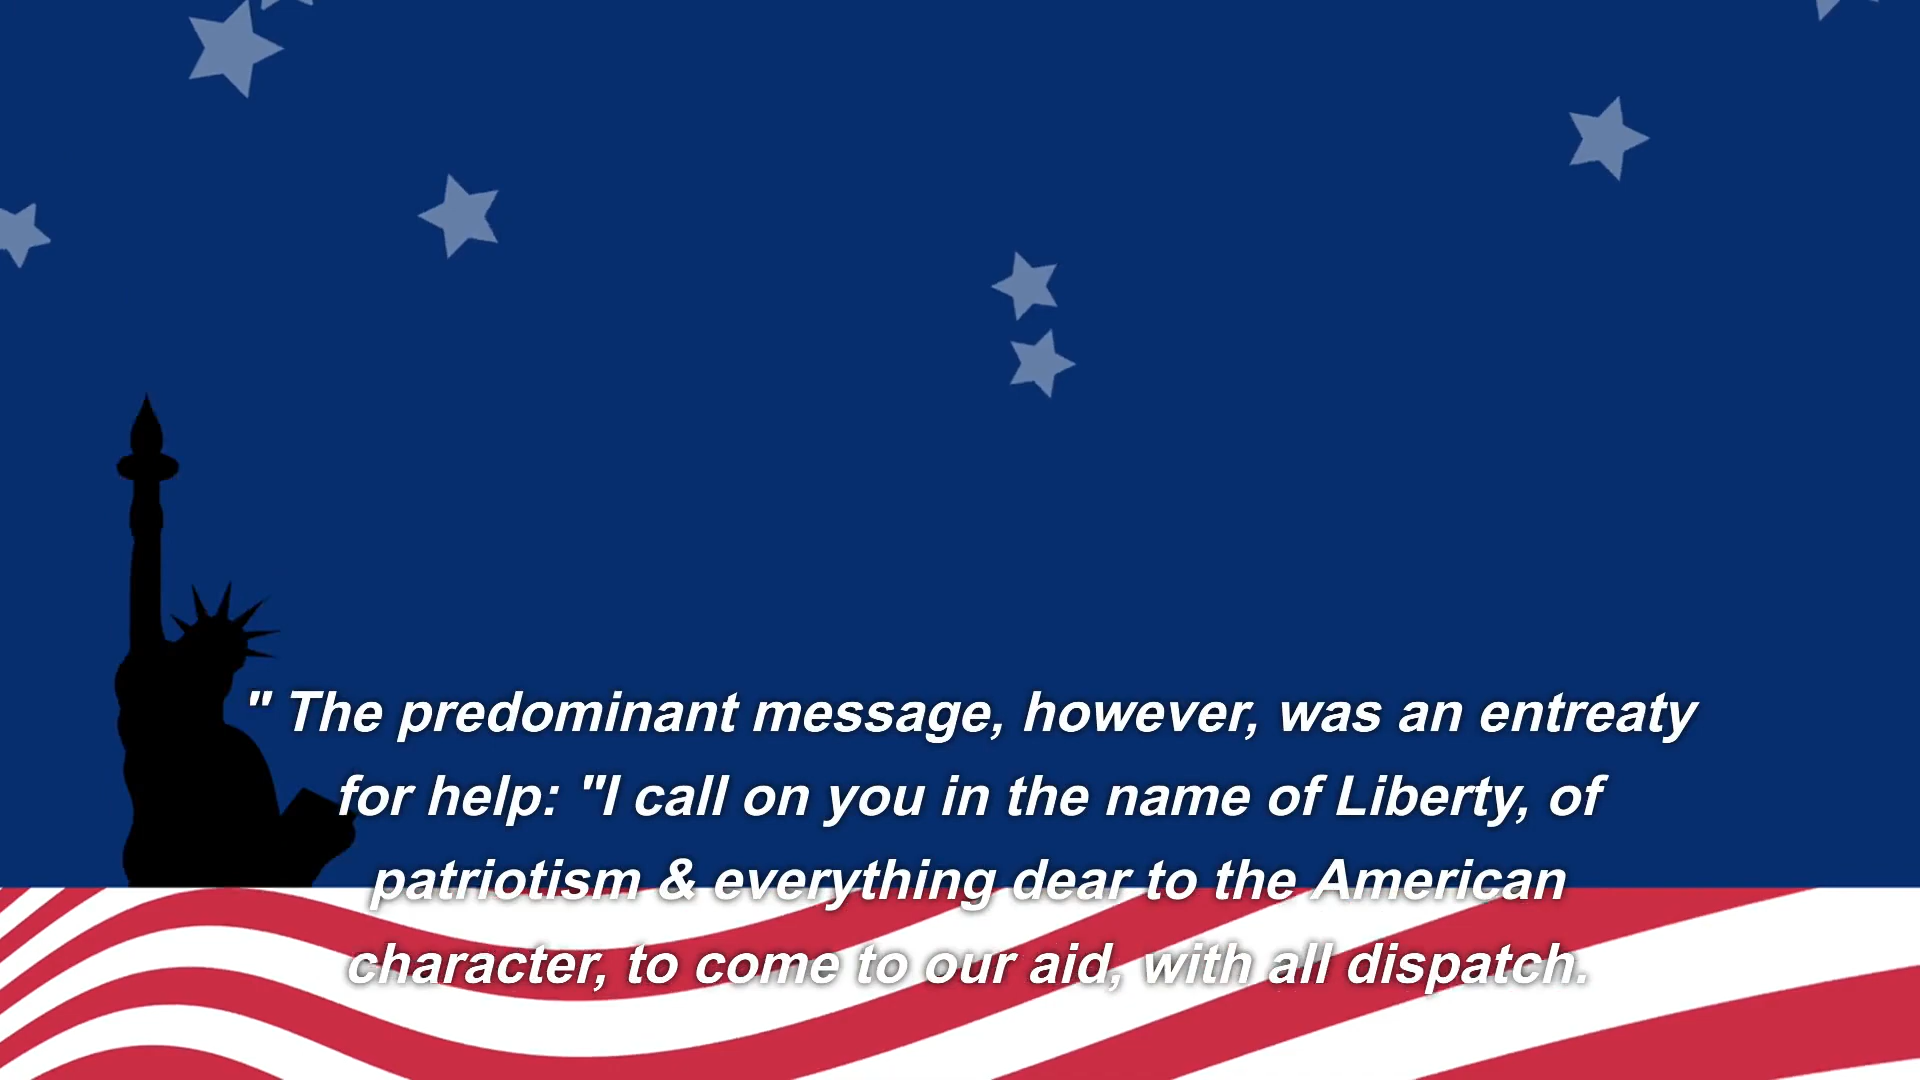 " The predominant message, however, was an entreaty
for help: "I call on you in the name of Liberty, of
patriotism & everything dear to the American
character, to come to our aid, with all dispatch.